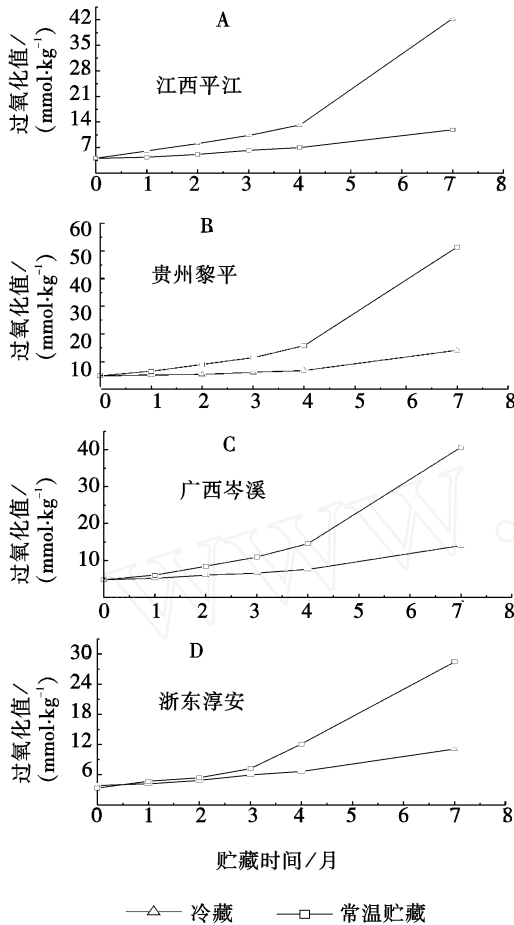 A
江西平江
过氧化值/
(mmol·kg⁻¹)
42
35
28
21
14
7
0 1 2 3 4 5 6 7 8
B
贵州黎平
过氧化值/
(mmol·kg⁻¹)
60
50
40
30
20
10
0 1 2 3 4 5 6 7 8
C
广西岑溪
过氧化值/
(mmol·kg⁻¹)
40
30
20
10
0 1 2 3 4 5 6 7 8
D
浙东淳安
过氧化值/
(mmol·kg⁻¹)
30
24
18
12
6
0 1 2 3 4 5 6 7 8
贮藏时间/月
冷藏 常温贮藏
www.